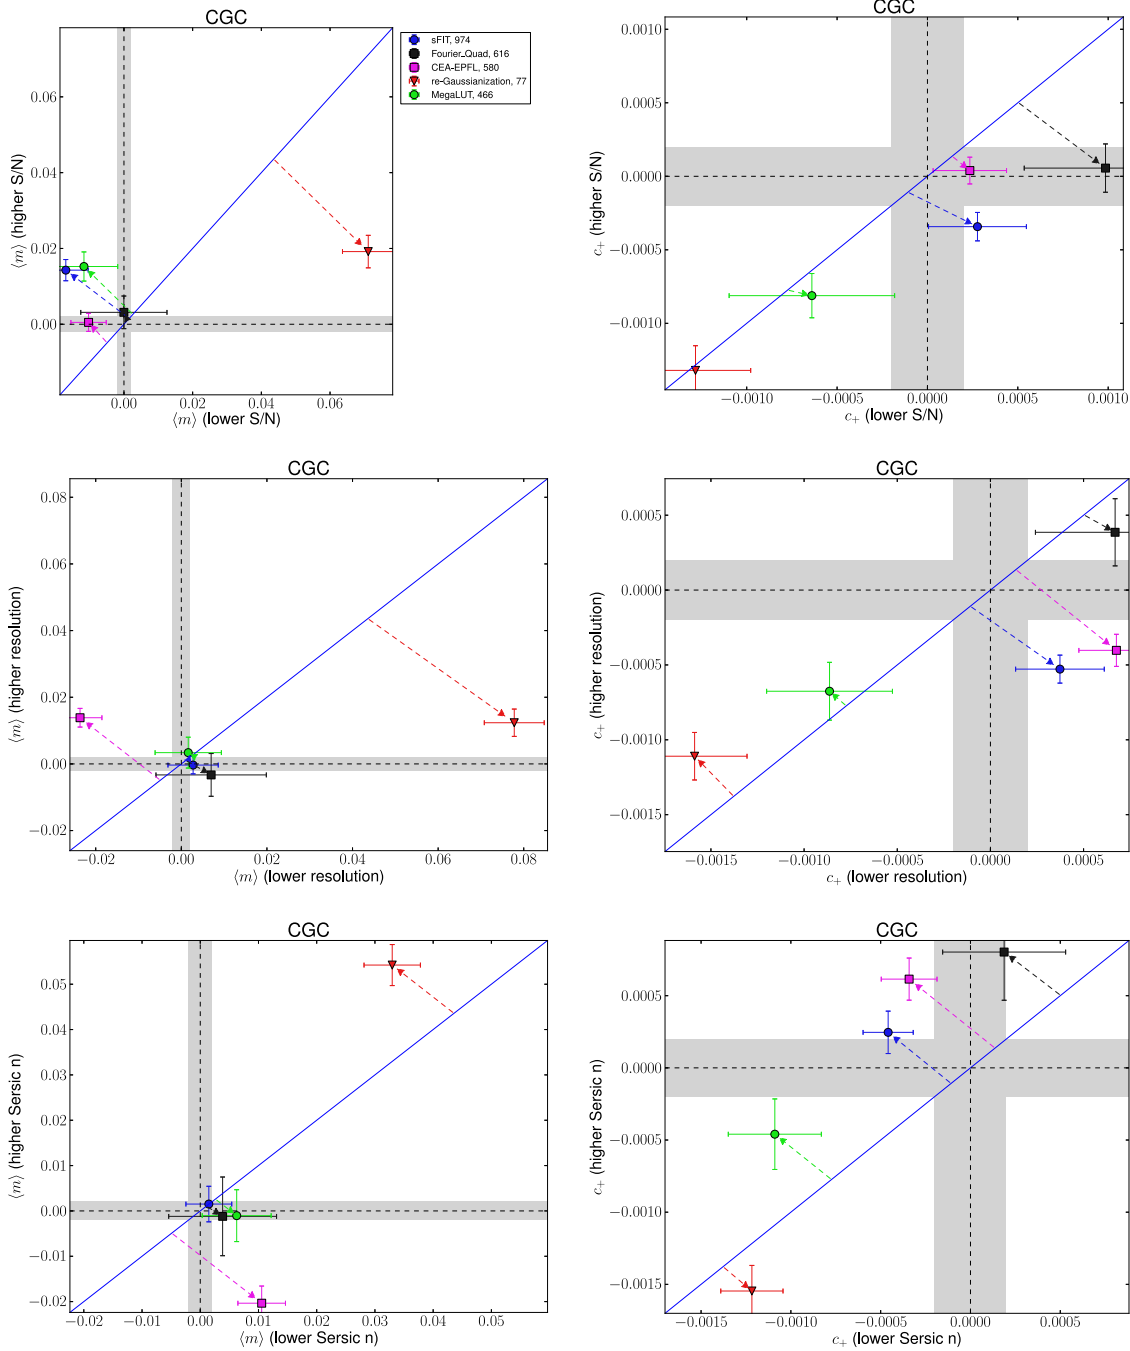 CGC
0.06
0.04
0.02
0.00
⟨m⟩ (higher S/N)
0.00 0.02 0.04 0.06
⟨m⟩ (lower S/N)
sFIT, 974
Fourier_Quad, 616
CEA-EPFL, 580
re-Gaussianization, 77
MegaLUT, 466
CGC
0.0010
0.0005
0.0000
−0.0005
−0.0010
c₊ (higher S/N)
−0.0010 −0.0005 0.0000 0.0005 0.0010
c₊ (lower S/N)
CGC
0.08
0.06
0.04
0.02
0.00
−0.02
⟨m⟩ (higher resolution)
−0.02 0.00 0.02 0.04 0.06 0.08
⟨m⟩ (lower resolution)
CGC
0.0005
0.0000
−0.0005
−0.0010
−0.0015
c₊ (higher resolution)
−0.0015 −0.0010 −0.0005 0.0000 0.0005
c₊ (lower resolution)
CGC
0.05
0.04
0.03
0.02
0.01
0.00
−0.01
−0.02
⟨m⟩ (higher Sersic n)
−0.02 −0.01 0.00 0.01 0.02 0.03 0.04 0.05
⟨m⟩ (lower Sersic n)
CGC
0.0005
0.0000
−0.0005
−0.0010
−0.0015
c₊ (higher Sersic n)
−0.0015 −0.0010 −0.0005 0.0000 0.0005
c₊ (lower Sersic n)